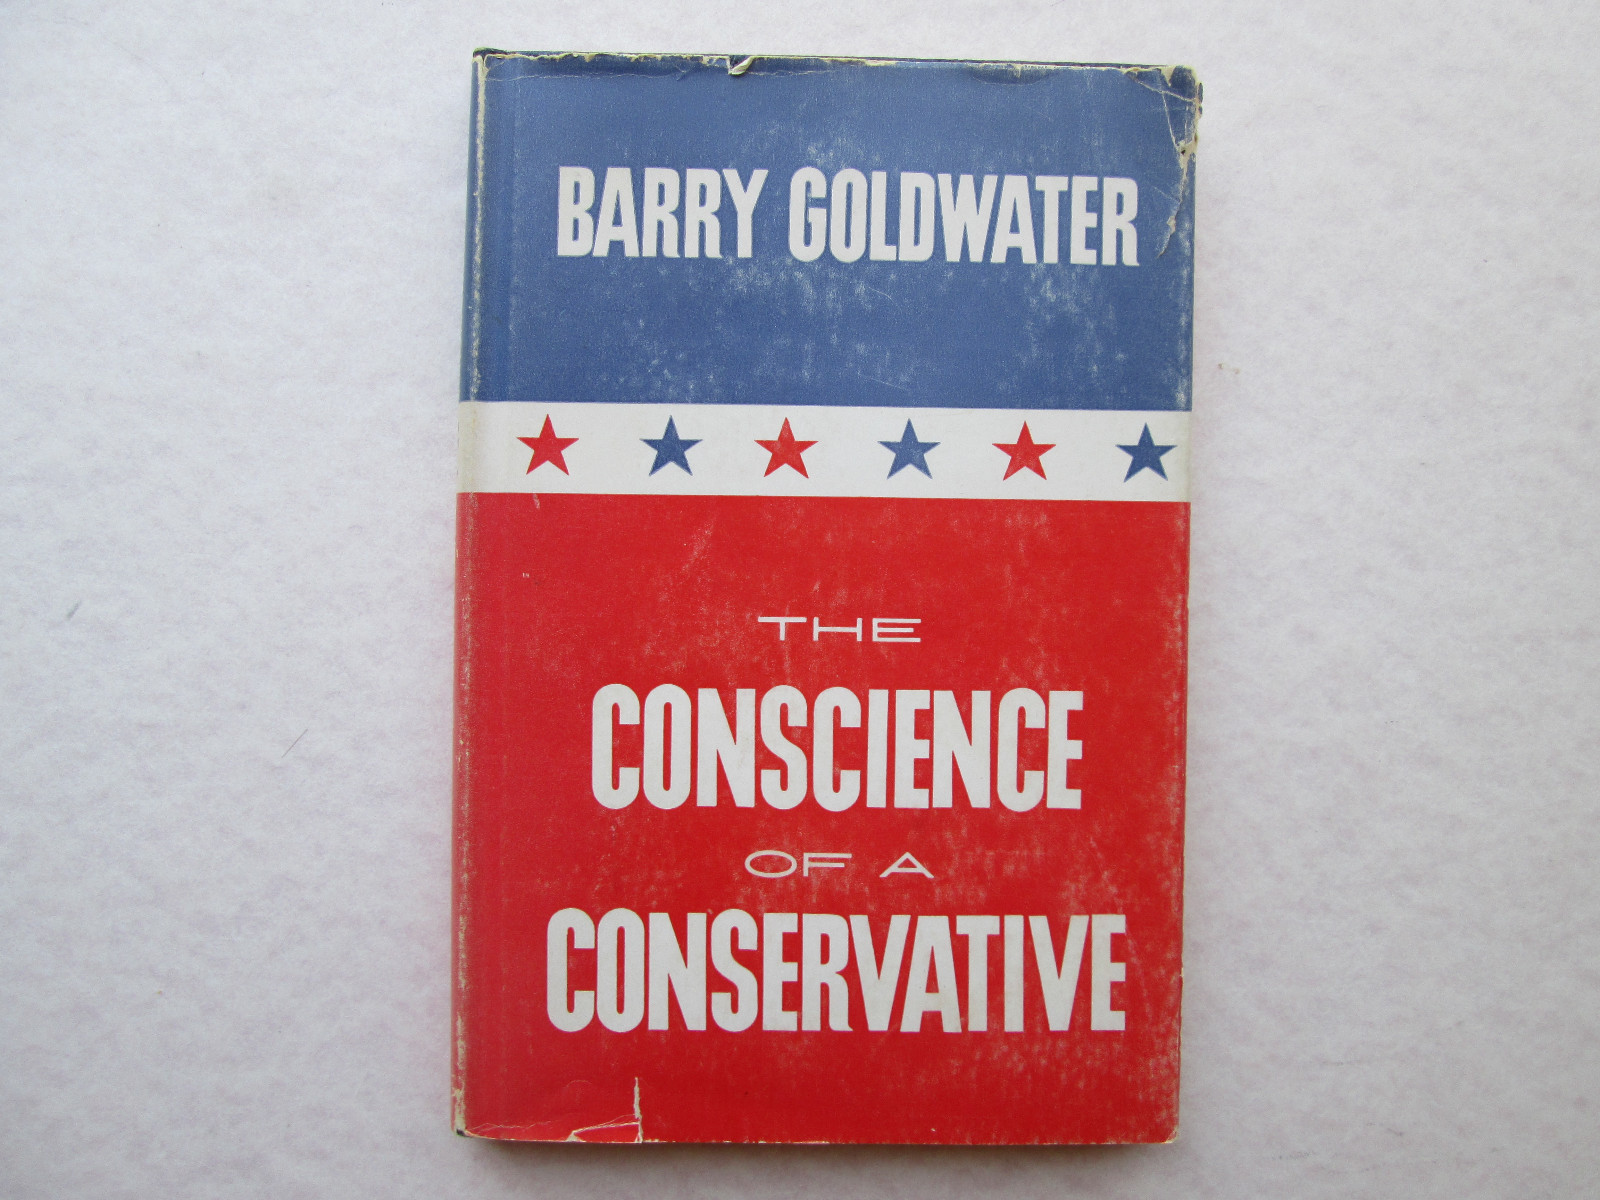 BARRY GOLDWATER
THE
CONSCIENCE
OF A
CONSERVATIVE